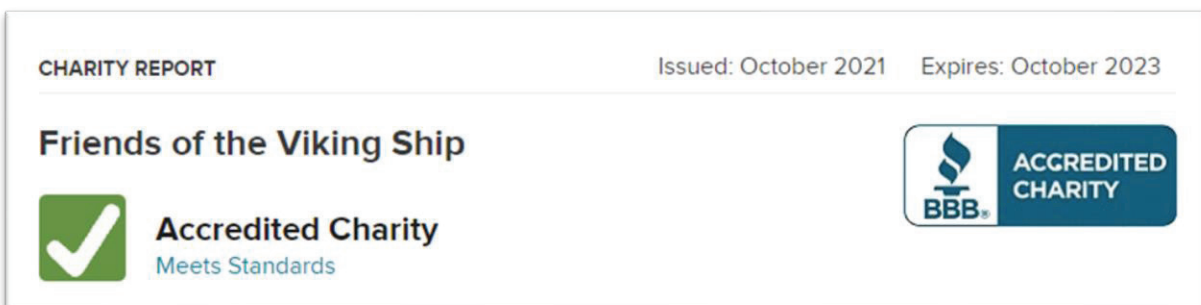 CHARITY REPORT Issued: October 2021 Expires: October 2023
Friends of the Viking Ship
Accredited Charity
Meets Standards
BBB®
ACCREDITED
CHARITY